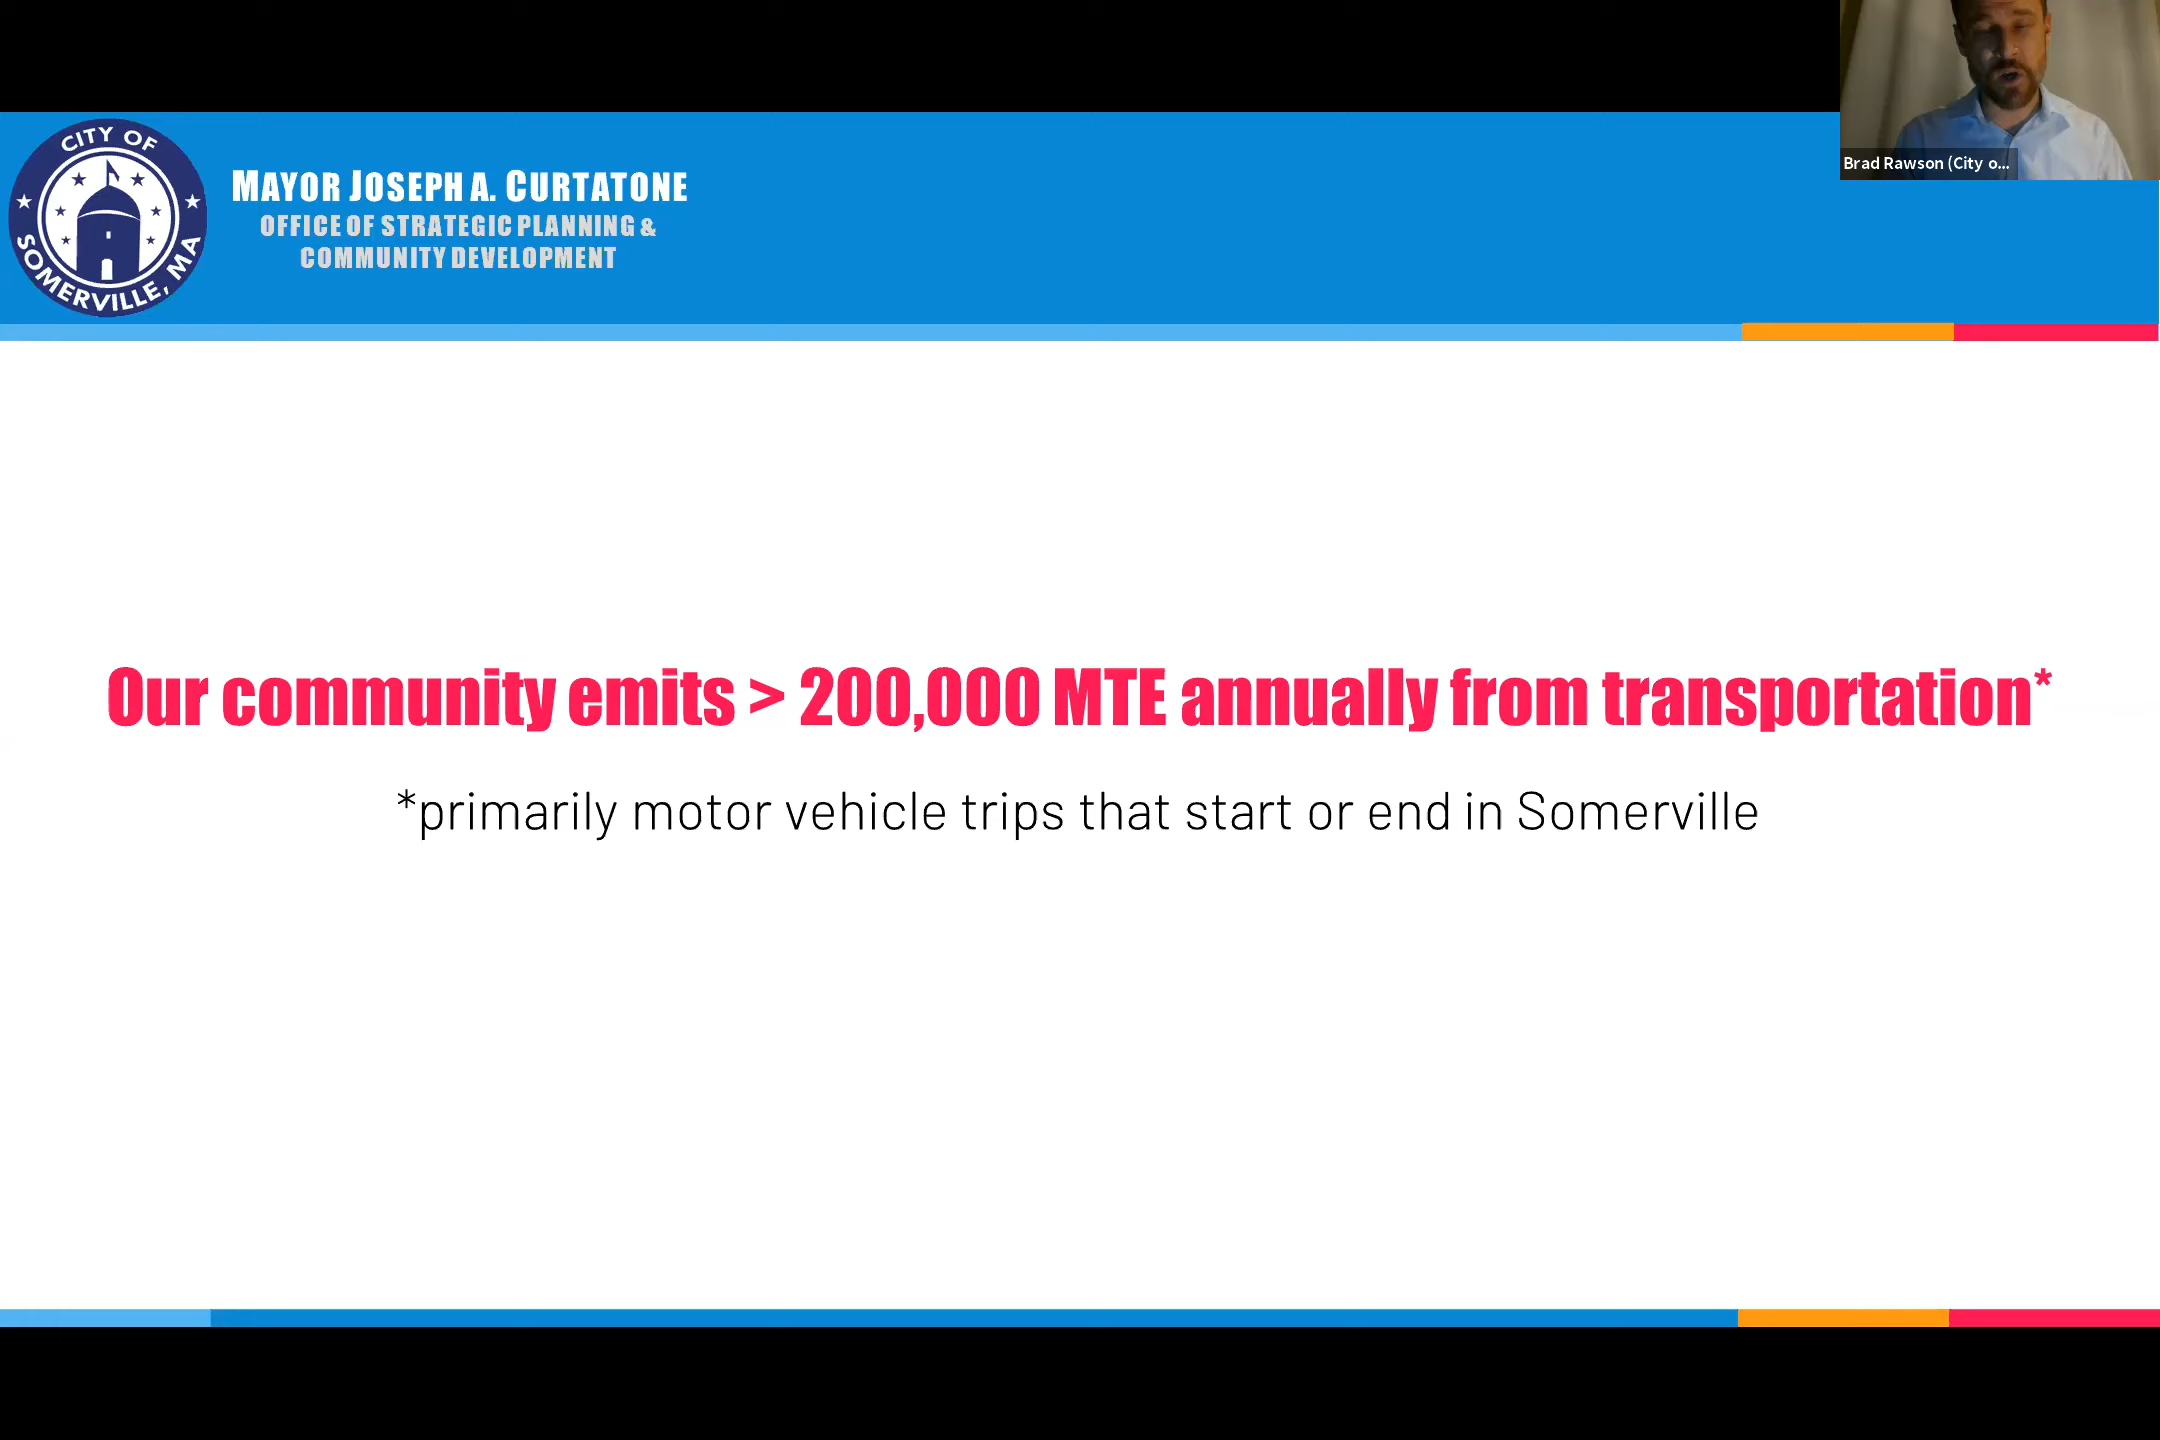 CITY OF
SOMERVILLE, MA
MAYOR JOSEPH A. CURTATONE
OFFICE OF STRATEGIC PLANNING &
COMMUNITY DEVELOPMENT
Brad Rawson (City o...
Our community emits > 200,000 MTE annually from transportation*
*primarily motor vehicle trips that start or end in Somerville